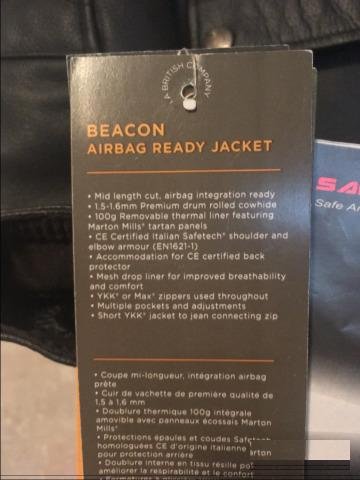 A BRITISH COMPANY
BEACON
AIRBAG READY JACKET
• Mid length cut, airbag integration ready
• 1.5-1.6mm Premium drum rolled cowhide
• 100g Removable thermal liner featuring
Marton Mills® tartan panels
• CE Certified Italian Safetech® shoulder and
elbow armour (EN1621-1)
• Accommodation for CE certified back
protector
• Mesh drop liner for improved breathability
and comfort
• YKK® or Max® zippers used throughout
• Multiple pockets and adjustments
• Short YKK® jacket to jean connecting zip
SA
Safe Ar
• Coupe mi-longueur, intégration airbag
prête
• Cuir de vachette de première qualité de
1,5 à 1,6 mm
• Doublure thermique 100g intégrale
amovible avec panneaux écossais Marton
Mills®
• Protections épaules et coudes
homologuées CE d'origine italienne
pour protection arrière
• Doublure interne en tissu
améliorer la respirabilité et le confort